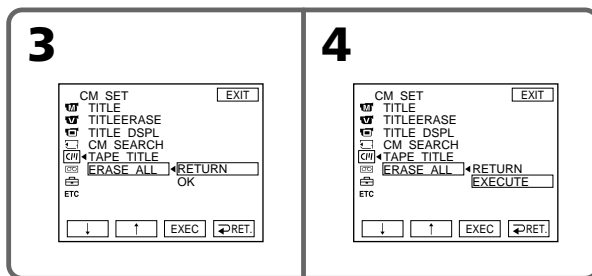 3
CM SET EXIT
TITLE
TITLEERASE
TITLE DSPL
CM SEARCH
TAPE TITLE
ERASE ALL RETURN
OK
ETC
↓ ↑ EXEC RET.
4
CM SET EXIT
TITLE
TITLEERASE
TITLE DSPL
CM SEARCH
TAPE TITLE
ERASE ALL RETURN
EXECUTE
ETC
↓ ↑ EXEC RET.